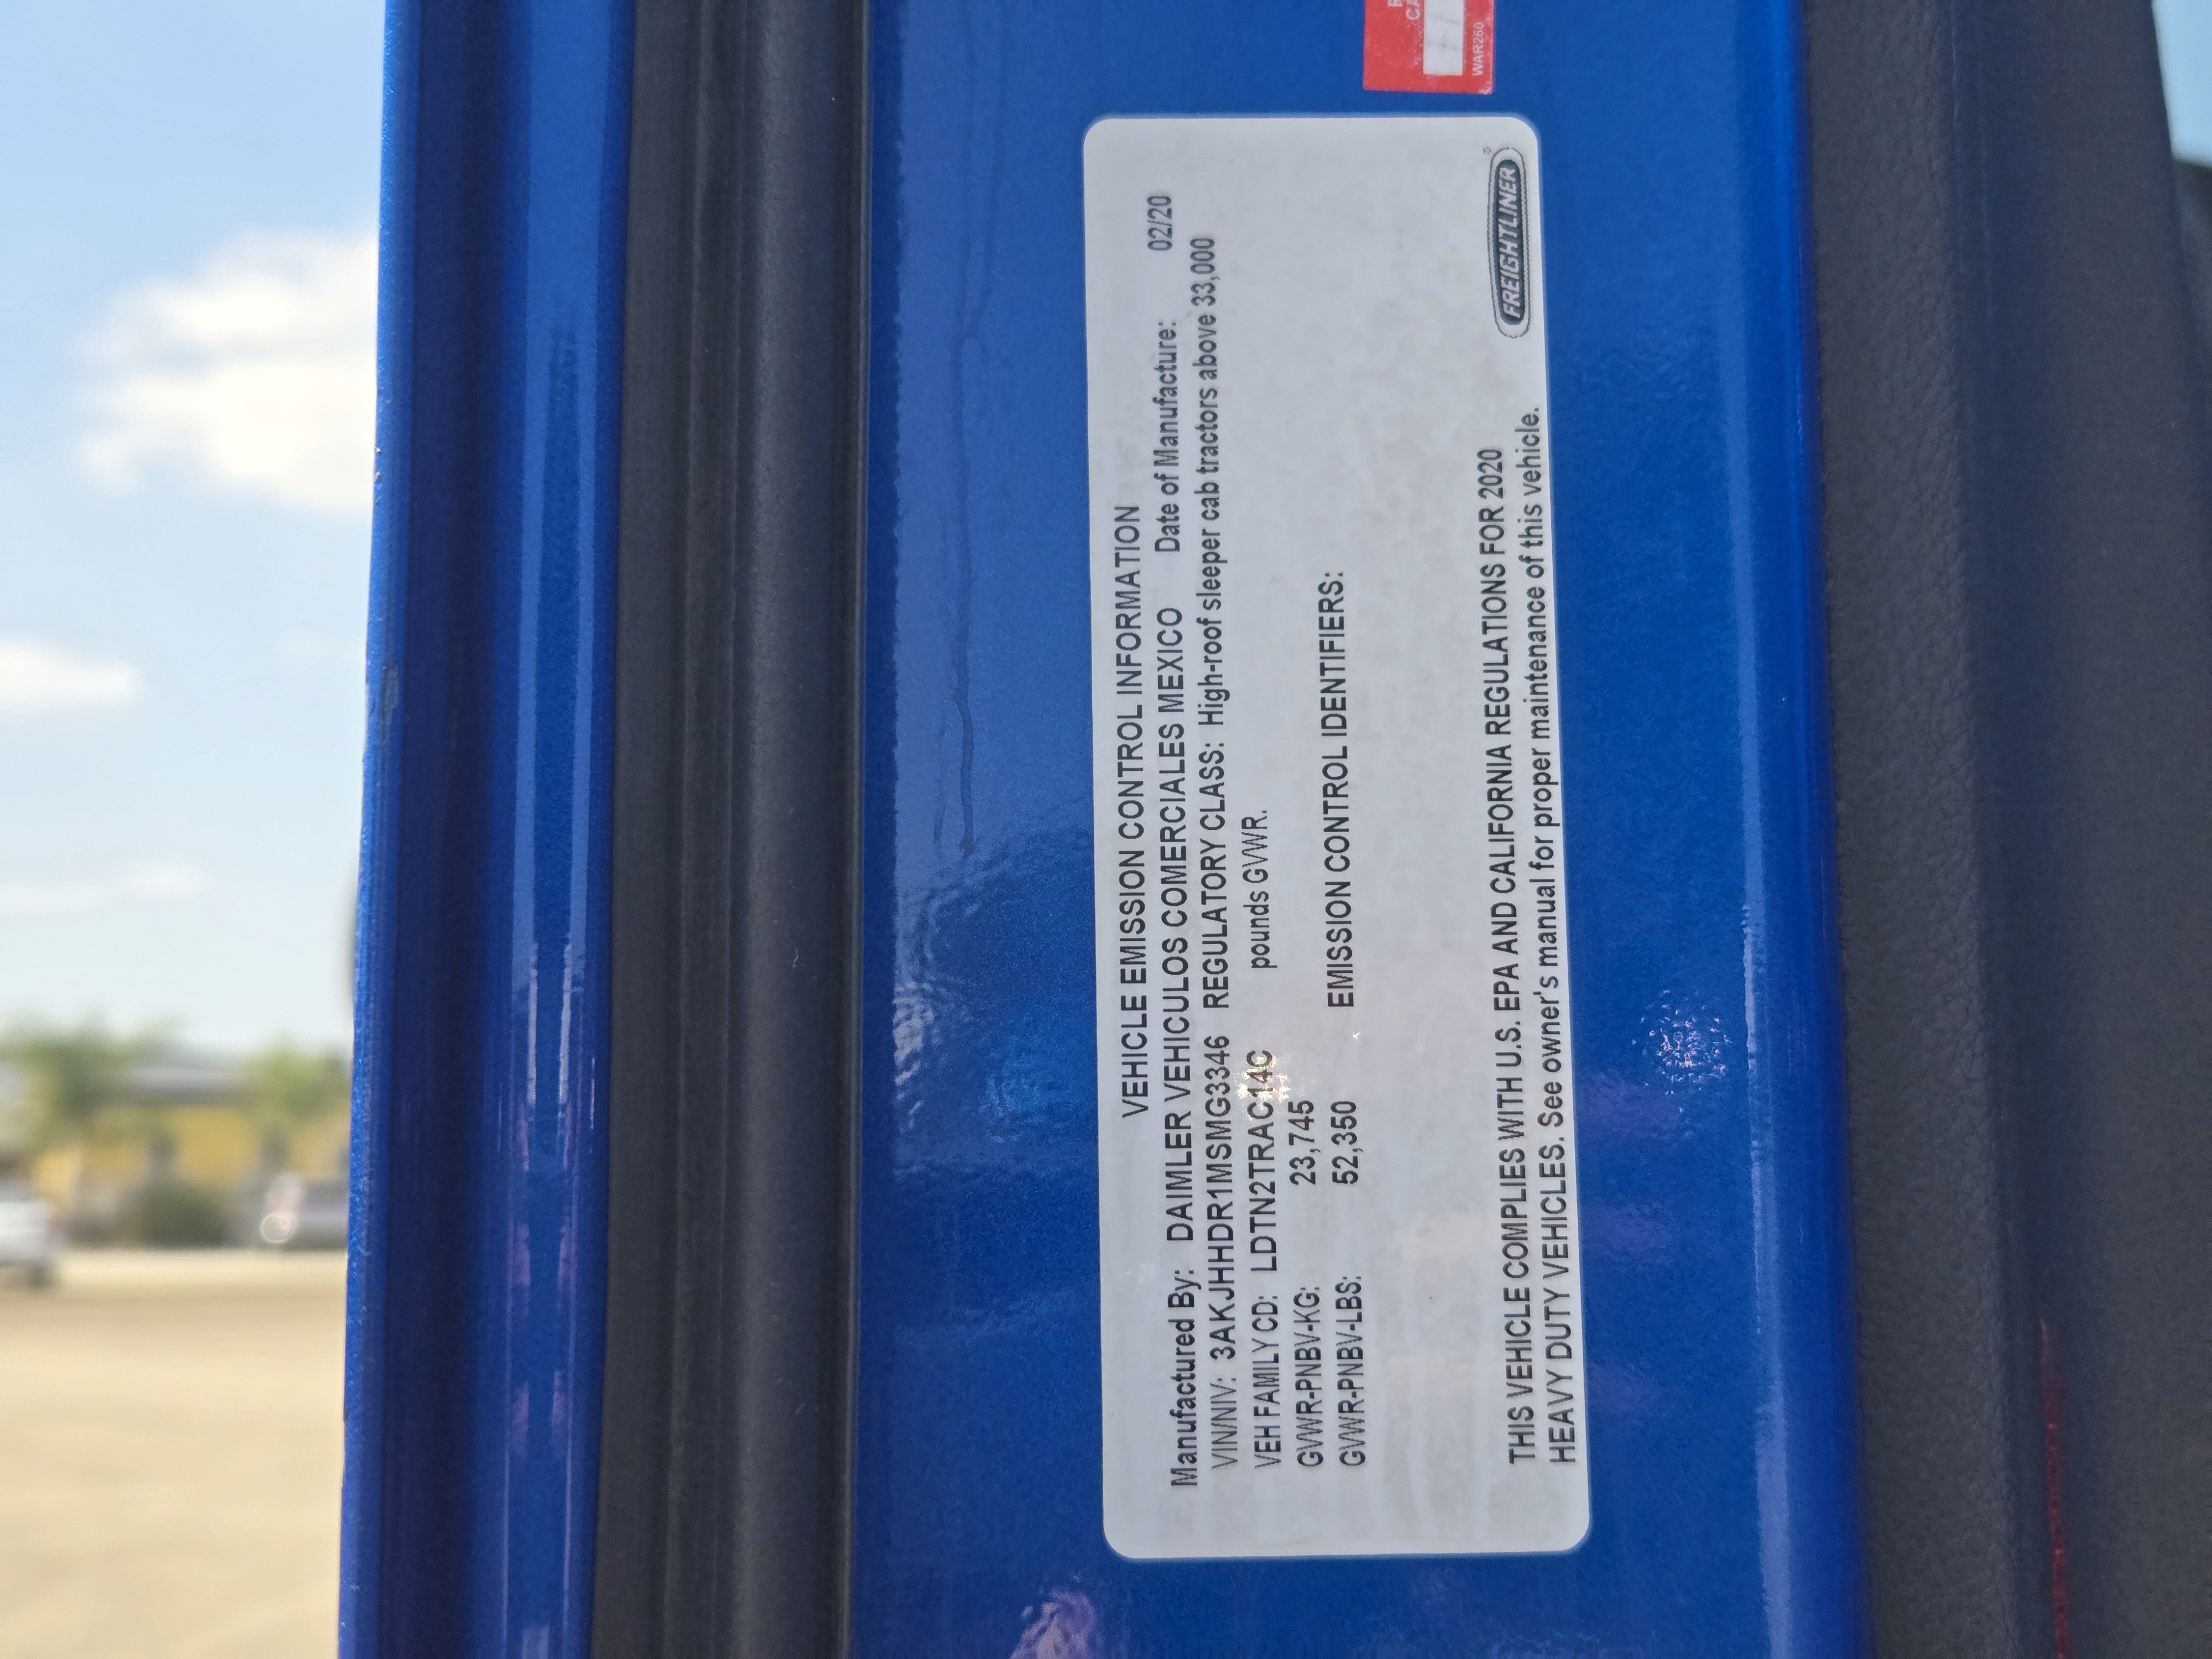 VEHICLE EMISSION CONTROL INFORMATION
Manufactured By: DAIMLER VEHICULOS COMERCIALES MEXICO Date of Manufacture: 02/20
VIN/NIV: 3AKJHHDR1MSMG3346 REGULATORY CLASS: High-roof sleeper cab tractors above 33,000
VEH FAMILY CD: LDTN2TRAC14C pounds GVWR.
GVWR-PNBV-KG: 23,745
GVWR-PNBV-LBS: 52,350 EMISSION CONTROL IDENTIFIERS:
THIS VEHICLE COMPLIES WITH U.S. EPA AND CALIFORNIA REGULATIONS FOR 2020
HEAVY DUTY VEHICLES. See owner's manual for proper maintenance of this vehicle.
FREIGHTLINER
WAR260